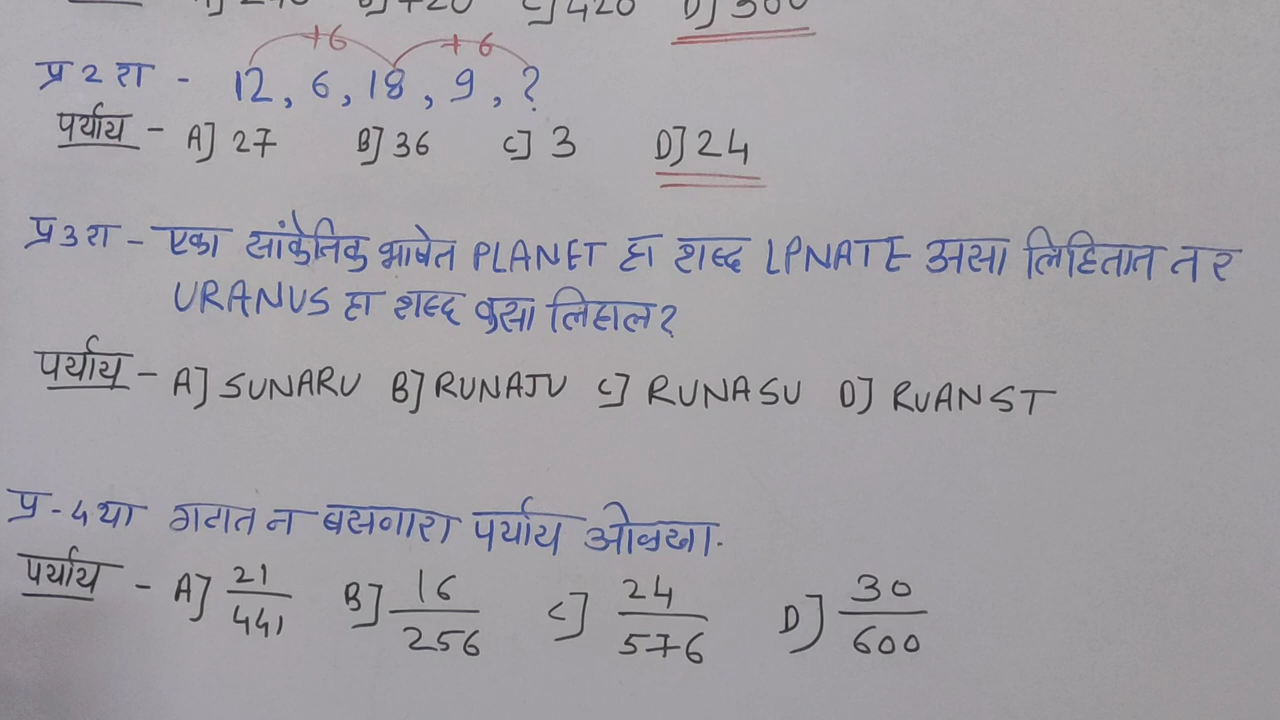 D] 300
+6 +6
प्र 2 रा - 12, 6, 18, 9, ?
पर्याय - A] 27 B] 36 C] 3 D] 24
प्र 3 रा - एका सांकेतिक भाषेत PLANET हा शब्द LPNATE असा लिहितात तर
URANUS हा शब्द कसा लिहाल?
पर्याय - A] SUNARU B] RUNAJU C] RUNASU D] RUANST
प्र - 4 था गटात न बसणारा पर्याय ओळखा.
पर्याय - A] 21/441 B] 16/256 C] 24/576 D] 30/600